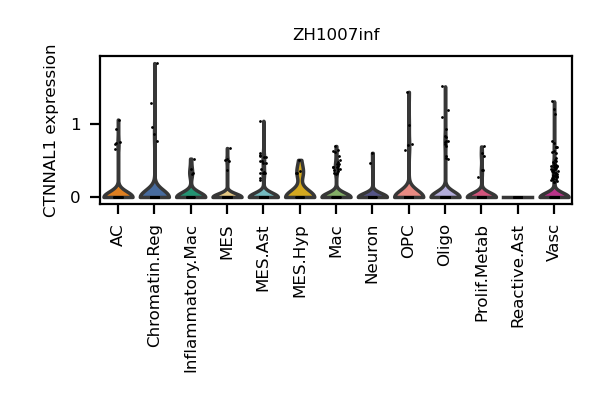 ZH1007inf
CTNNAL1 expression
1
0
AC
Chromatin.Reg
Inflammatory.Mac
MES
MES.Ast
MES.Hyp
Mac
Neuron
OPC
Oligo
Prolif.Metab
Reactive.Ast
Vasc